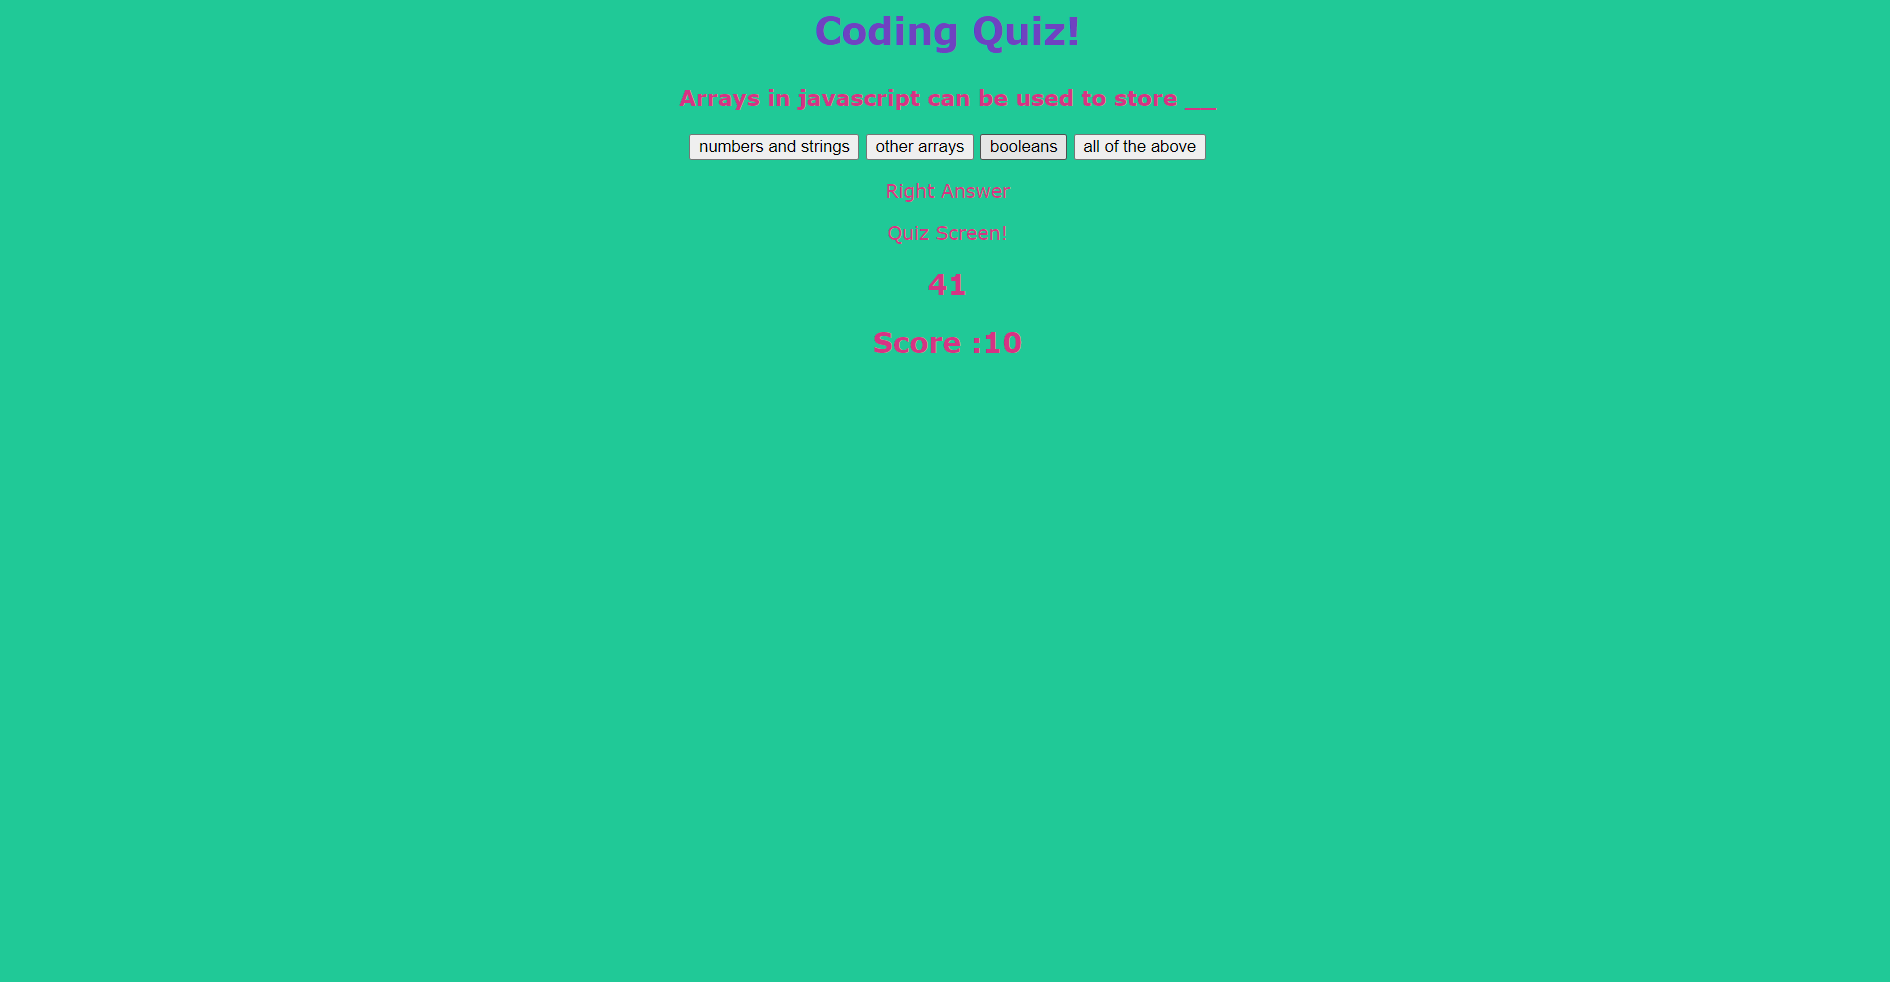 Coding Quiz!
Arrays in javascript can be used to store __
numbers and strings other arrays booleans all of the above
Right Answer
Quiz Screen!
41
Score :10